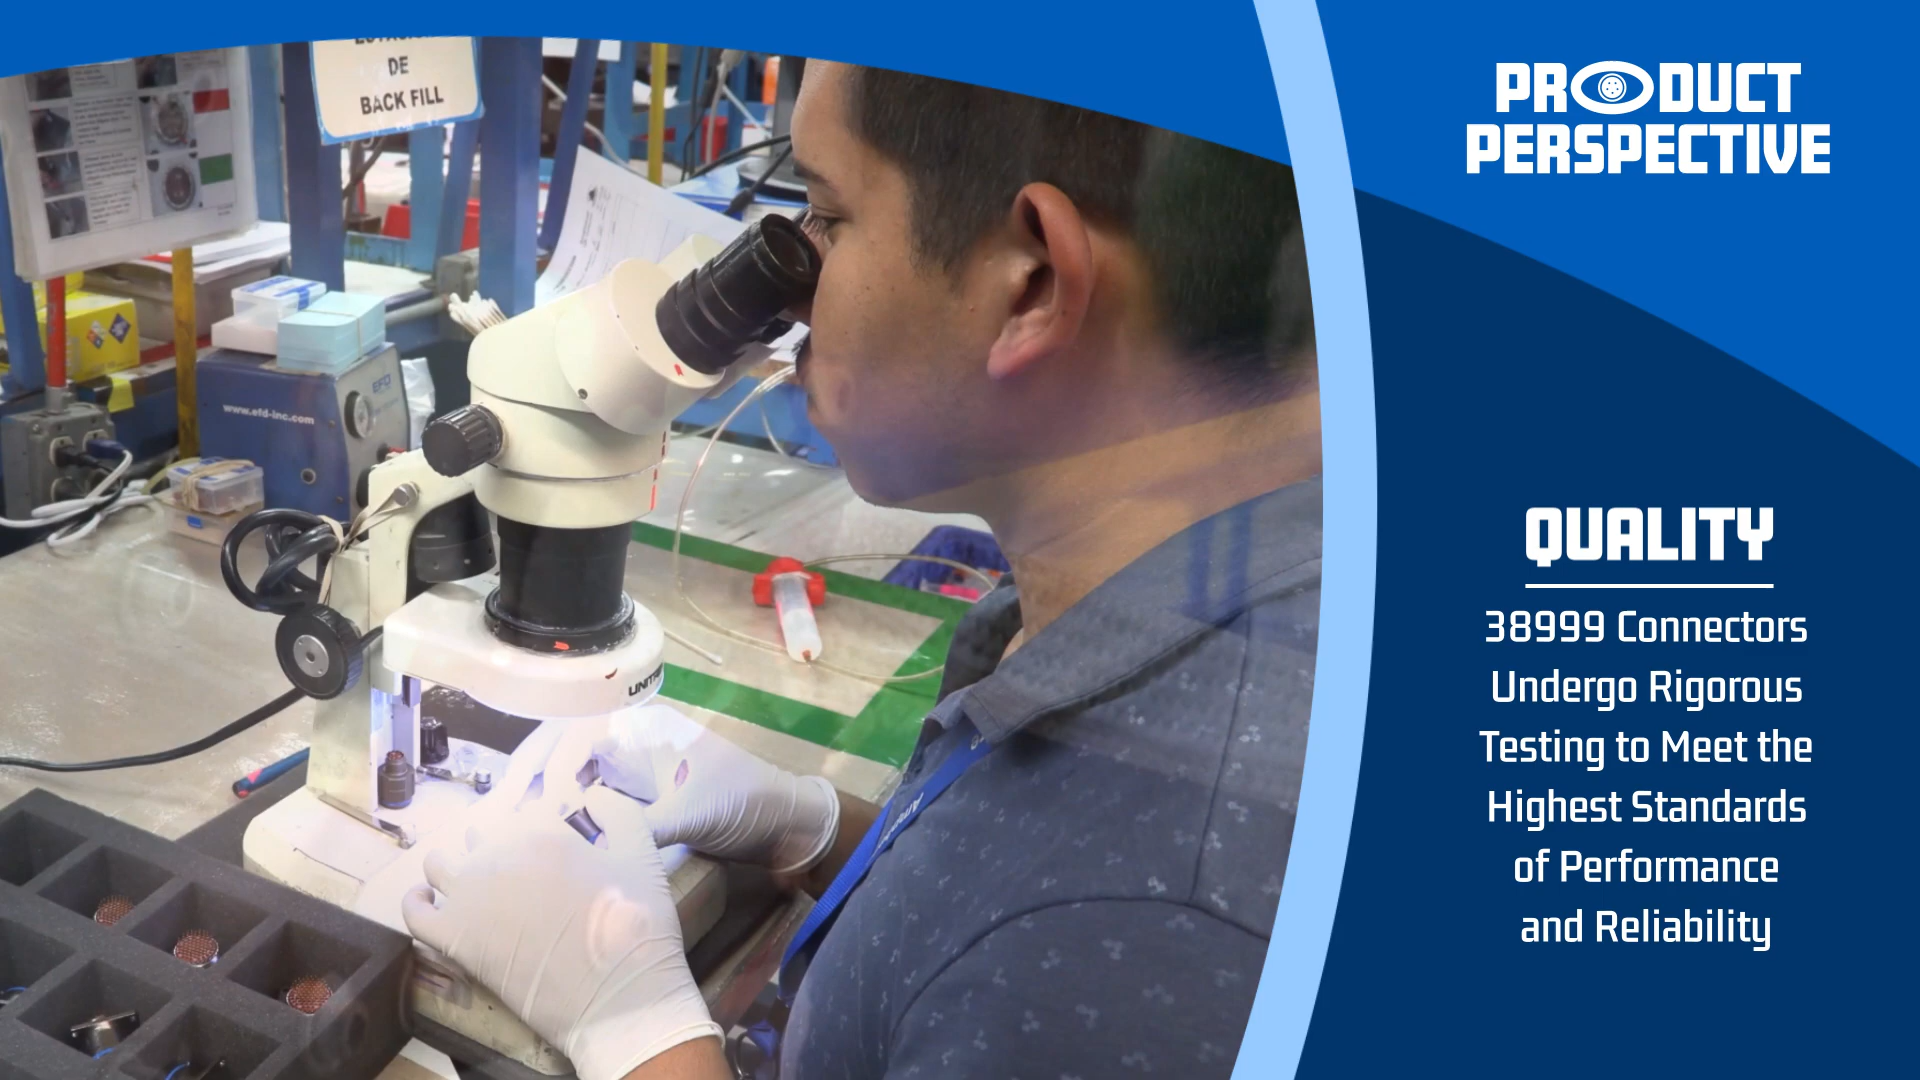 DE
BACK FILL
www.efd-inc.com
EFD
PRODUCT
PERSPECTIVE
QUALITY
38999 Connectors
Undergo Rigorous
Testing to Meet the
Highest Standards
of Performance
and Reliability